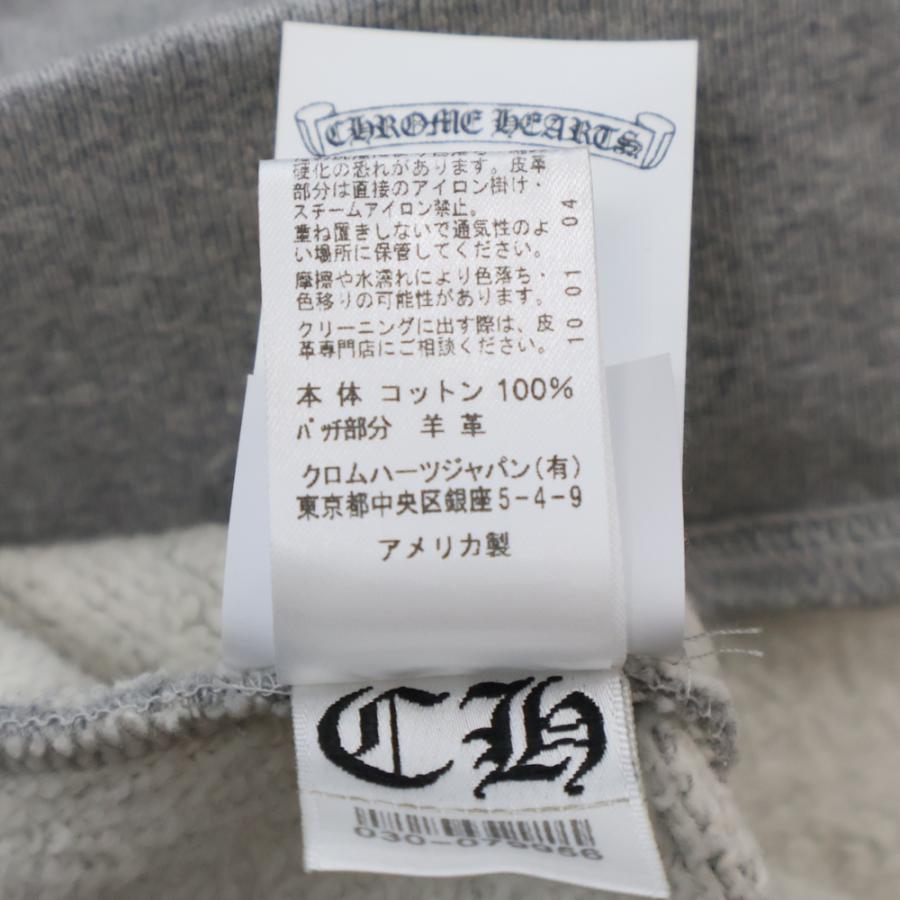 CHROME HEARTS
硬化の恐れがあります。皮革
部分は直接のアイロン掛け・
スチームアイロン禁止。
重ね置きしないで通気性のよ
い場所に保管してください。
摩擦や水濡れにより色落ち・
色移りの可能性があります。
クリーニングに出す際は、皮
革専門店にご相談ください。
10 01 04
本体 コットン 100%
パッチ部分 羊革
クロムハーツジャパン(有)
東京都中央区銀座5-4-9
アメリカ製
CH